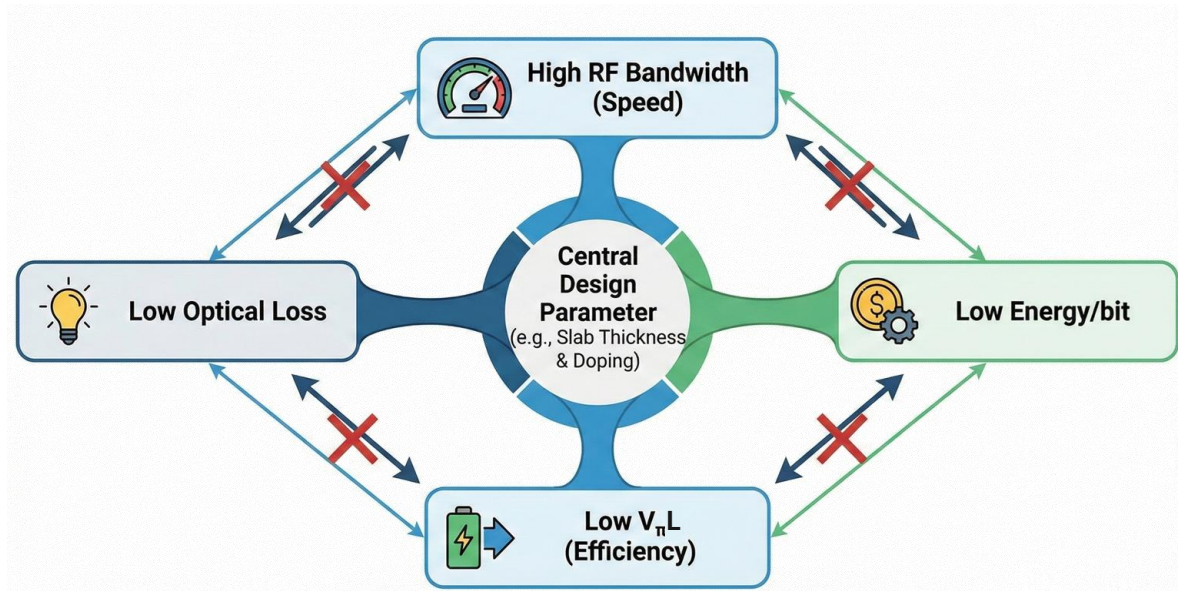 High RF Bandwidth
(Speed)
Central
Design
Parameter
(e.g., Slab Thickness
& Doping)
Low Optical Loss
$
Low Energy/bit
Low VπL
(Efficiency)